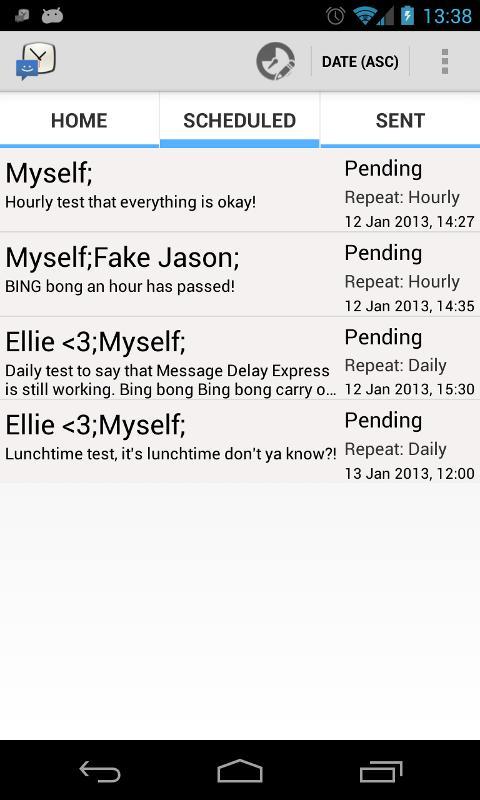 13:38
DATE (ASC)
HOME
SCHEDULED
SENT
Myself;
Hourly test that everything is okay!
Pending
Repeat: Hourly
12 Jan 2013, 14:27
Myself;Fake Jason;
BING bong an hour has passed!
Pending
Repeat: Hourly
12 Jan 2013, 14:35
Ellie <3;Myself;
Daily test to say that Message Delay Express
is still working. Bing bong Bing bong carry o...
Pending
Repeat: Daily
12 Jan 2013, 15:30
Ellie <3;Myself;
Lunchtime test, it's lunchtime don't ya know?!
Pending
Repeat: Daily
13 Jan 2013, 12:00